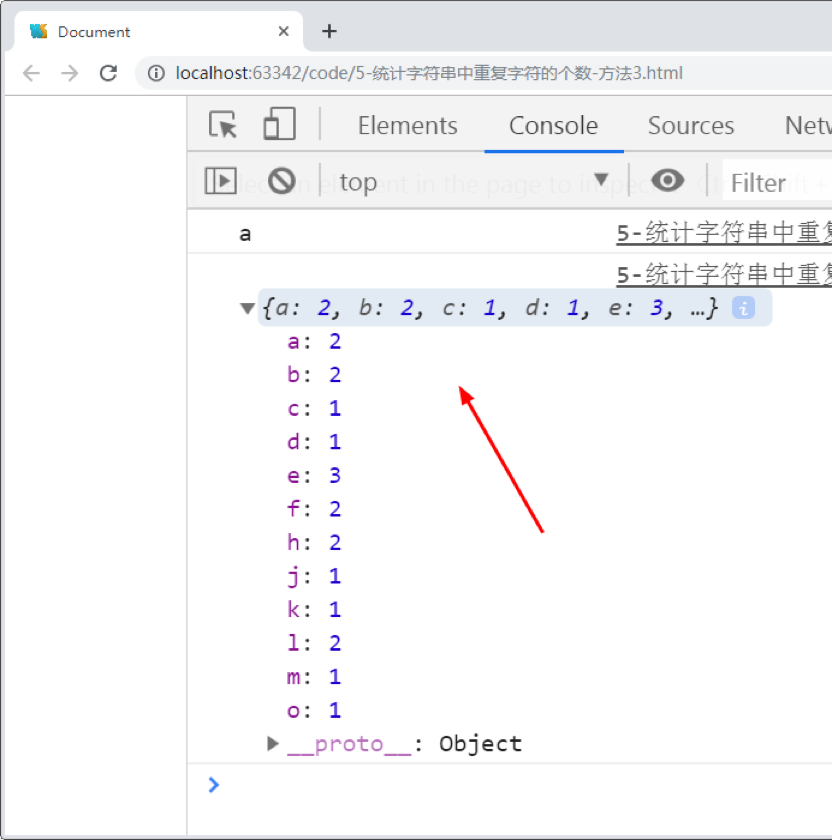 Document
localhost:63342/code/5-统计字符串中重复字符的个数-方法3.html
Elements Console Sources Netw
top Filter
a 5-统计字符串中重复
5-统计字符串中重复
{a: 2, b: 2, c: 1, d: 1, e: 3, …} i
a: 2
b: 2
c: 1
d: 1
e: 3
f: 2
h: 2
j: 1
k: 1
l: 2
m: 1
o: 1
__proto__: Object